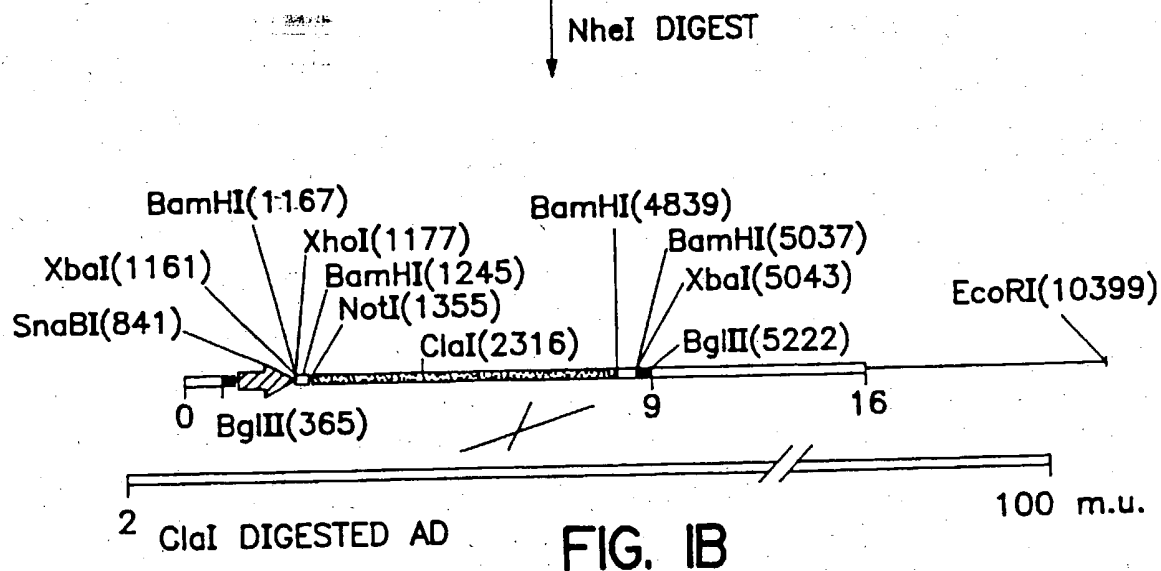 NheI DIGEST
BamHI(1167)
BamHI(4839)
XhoI(1177)
BamHI(5037)
XbaI(1161)
BamHI(1245)
XbaI(5043)
EcoRI(10399)
NotI(1355)
SnaBI(841)
ClaI(2316)
BglII(5222)
0
BglII(365)
9
16
2
100 m.u.
ClaI DIGESTED AD
FIG. IB